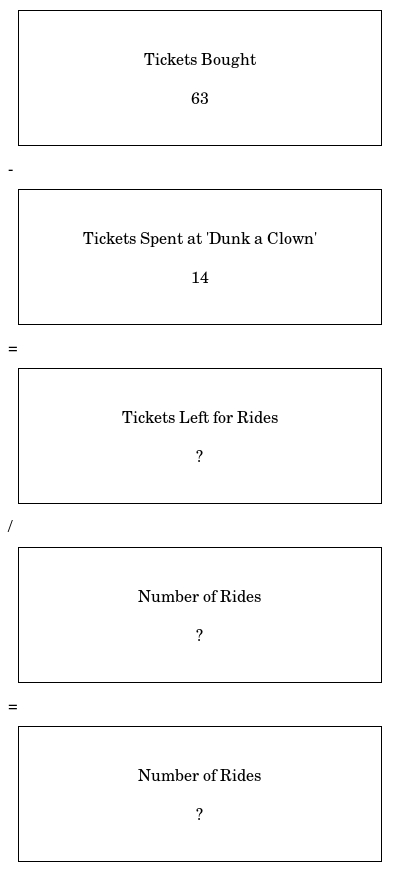 Tickets Bought
63
-
Tickets Spent at 'Dunk a Clown'
14
=
Tickets Left for Rides
?
/
Number of Rides
?
=
Number of Rides
?